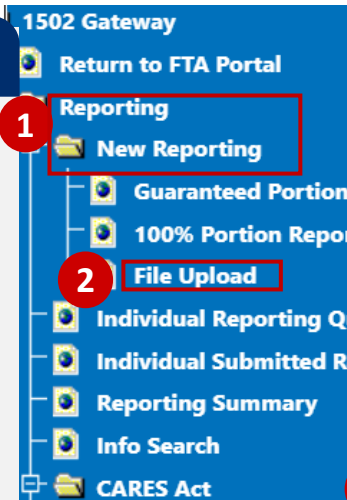 1502 Gateway
Return to FTA Portal
1 Reporting
New Reporting
Guaranteed Portion
100% Portion Repor
2 File Upload
Individual Reporting Q
Individual Submitted R
Reporting Summary
Info Search
CARES Act